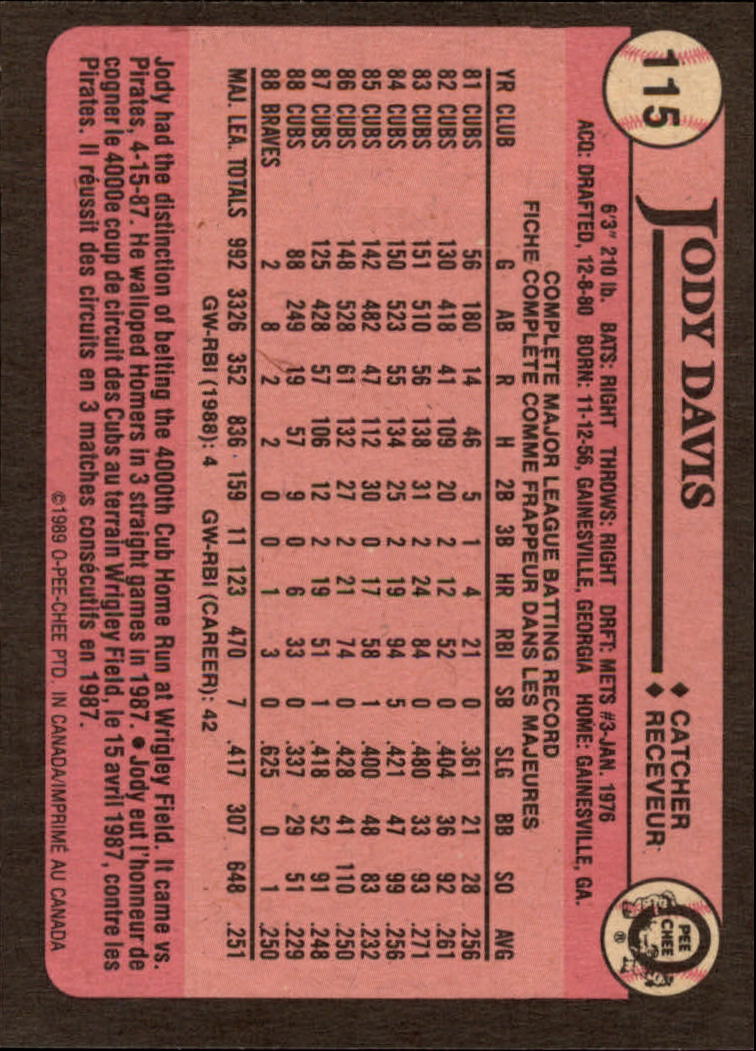 115
JODY DAVIS
♦ CATCHER
♦ RECEVEUR
O PEE CHEE ®
6'3" 210 lb. BATS: RIGHT THROWS: RIGHT DRFT: METS #3-JAN. 1976
ACQ: DRAFTED, 12-8-80 BORN: 11-12-56, GAINESVILLE, GEORGIA HOME: GAINESVILLE, GA.
COMPLETE MAJOR LEAGUE BATTING RECORD
FICHE COMPLETE COMME FRAPPEUR DANS LES MAJEURES
YR CLUB G AB R H 2B 3B HR RBI SB SLG BB SO AVG
81 CUBS 56 180 14 46 5 1 4 21 0 .361 21 28 .256
82 CUBS 130 418 41 109 20 2 12 52 0 .404 36 92 .261
83 CUBS 151 510 56 138 31 2 24 84 0 .480 33 93 .271
84 CUBS 150 523 55 134 25 2 19 94 5 .421 47 99 .256
85 CUBS 142 482 47 112 30 0 17 58 1 .400 48 83 .232
86 CUBS 148 528 61 132 27 2 21 74 0 .428 41 110 .250
87 CUBS 125 428 57 106 12 2 19 51 1 .418 52 91 .248
88 CUBS 88 249 19 57 9 0 6 33 0 .337 29 51 .229
88 BRAVES 2 8 2 2 0 0 1 3 0 .625 0 1 .250
MAJ. LEA. TOTALS 992 3326 352 836 159 11 123 470 7 .417 307 648 .251
GW-RBI (1988): 4 GW-RBI (CAREER): 42
Jody had the distinction of belting the 4000th Cub Home Run at Wrigley Field. It came vs.
Pirates, 4-15-87. He walloped Homers in 3 straight games in 1987. ● Jody eut l'honneur de
cogner le 4000e coup de circuit des Cubs au terrain Wrigley Field, le 15 avril 1987, contre les
Pirates. Il réussit des circuits en 3 matches consécutifs en 1987.
©1989 O-PEE-CHEE PTD. IN CANADA/IMPRIMÉ AU CANADA